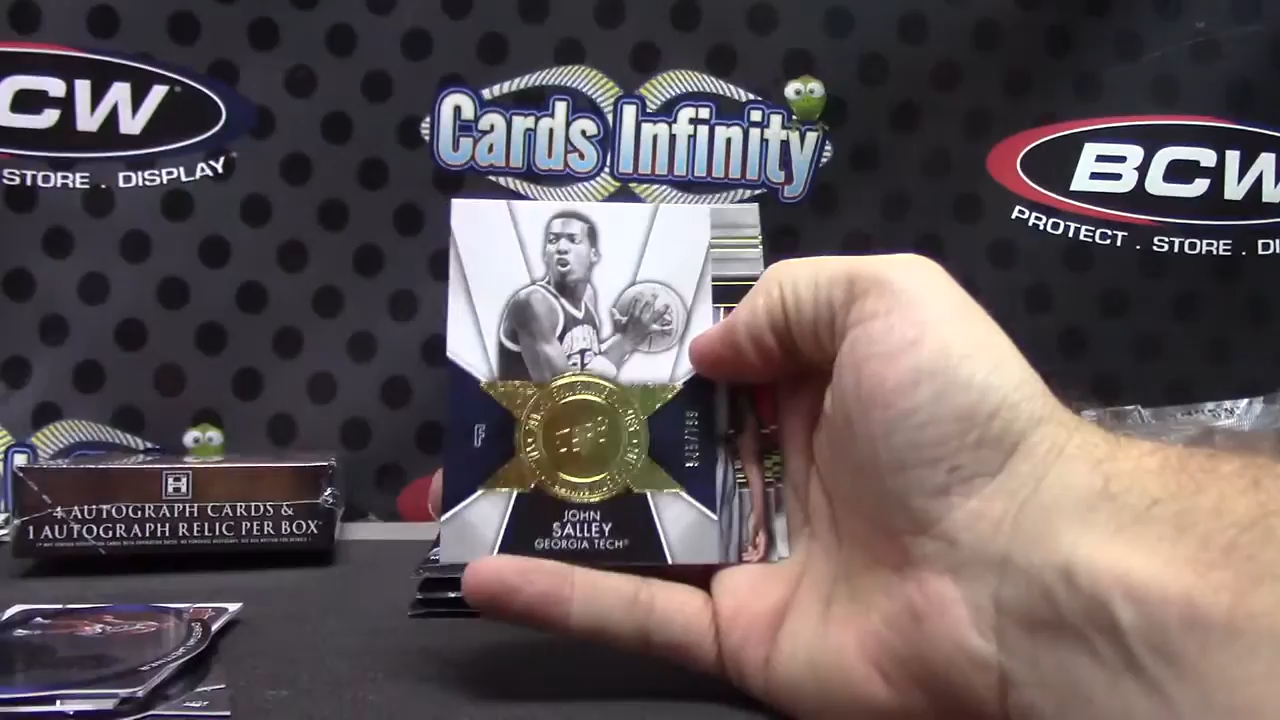 BCW
STORE . DISPLAY
Cards Infinity
BCW
PROTECT . STORE . DI
F
JOHN
SALLEY
GEORGIA TECH
H
4 AUTOGRAPH CARDS &
1 AUTOGRAPH RELIC PER BOX